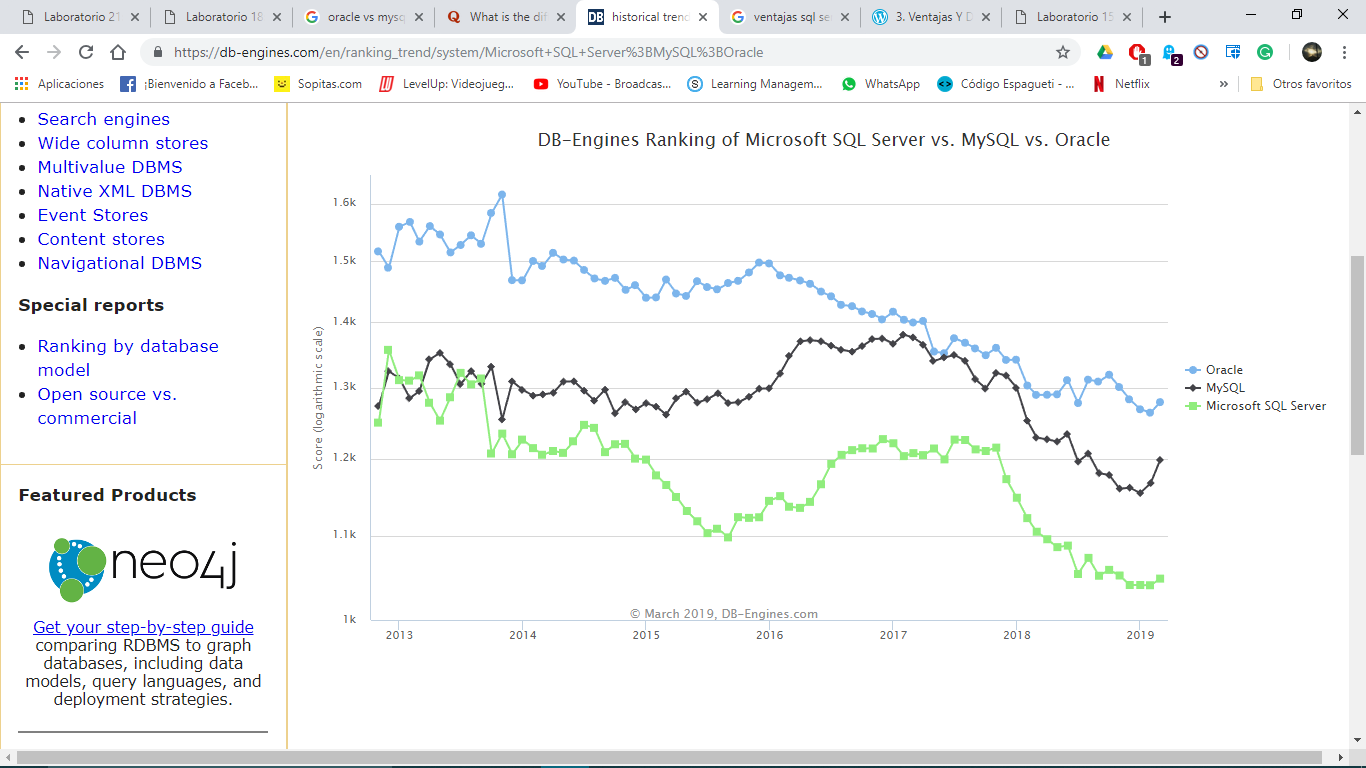 Laboratorio 21
Laboratorio 18
oracle vs mysq
What is the dif
DB historical trend
ventajas sql se
3. Ventajas Y D
Laboratorio 15
https://db-engines.com/en/ranking_trend/system/Microsoft+SQL+Server%3BMySQL%3BOracle
1
2
Aplicaciones
¡Bienvenido a Faceb...
Sopitas.com
LevelUp: Videojueg...
YouTube - Broadcas...
Learning Managem...
WhatsApp
Código Espagueti - ...
Netflix
»
Otros favoritos
Search engines
Wide column stores
Multivalue DBMS
Native XML DBMS
Event Stores
Content stores
Navigational DBMS
Special reports
Ranking by database
model
Open source vs.
commercial
Featured Products
neo4j
Get your step-by-step guide
comparing RDBMS to graph
databases, including data
models, query languages, and
deployment strategies.
DB-Engines Ranking of Microsoft SQL Server vs. MySQL vs. Oracle
Score (logarithmic scale)
1.6k
1.5k
1.4k
1.3k
1.2k
1.1k
1k
2013
2014
2015
2016
2017
2018
2019
© March 2019, DB-Engines.com
Oracle
MySQL
Microsoft SQL Server